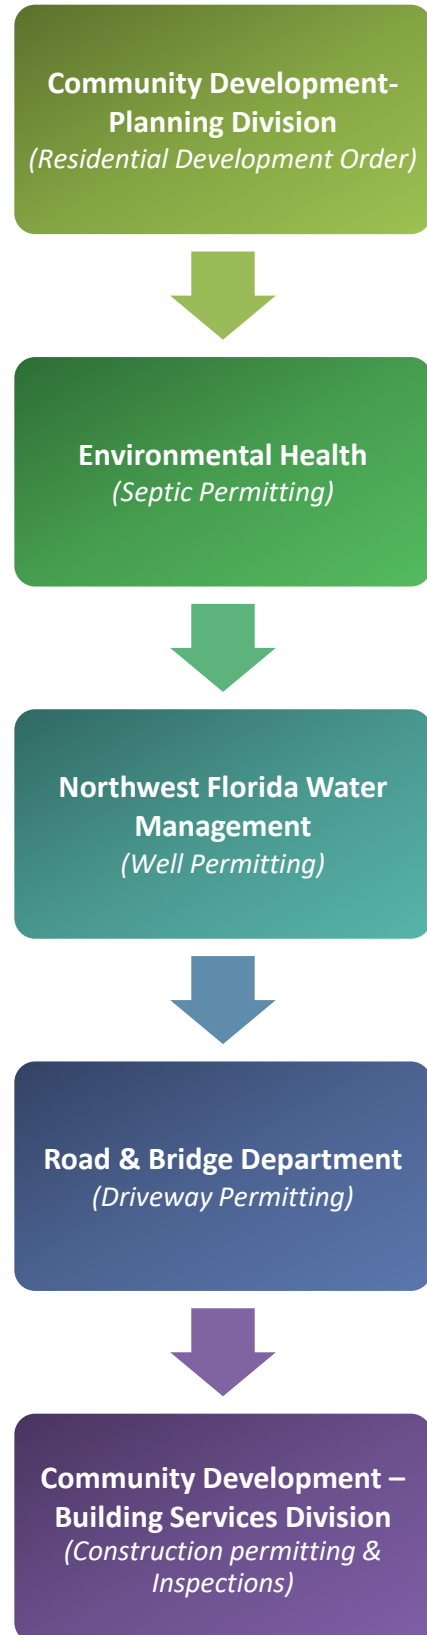 Community Development-
Planning Division
(Residential Development Order)
Environmental Health
(Septic Permitting)
Northwest Florida Water
Management
(Well Permitting)
Road & Bridge Department
(Driveway Permitting)
Community Development –
Building Services Division
(Construction permitting &
Inspections)